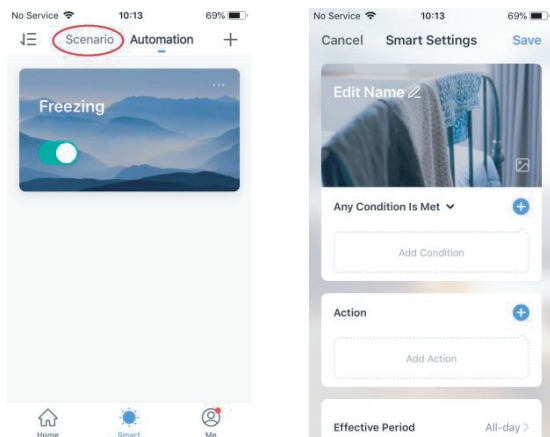 No Service 10:13 69%
Scenario Automation +
Freezing
...
Home Smart Me
No Service 10:13 69%
Cancel Smart Settings Save
Edit Name
Any Condition Is Met
Add Condition
Action
Add Action
Effective Period All-day >